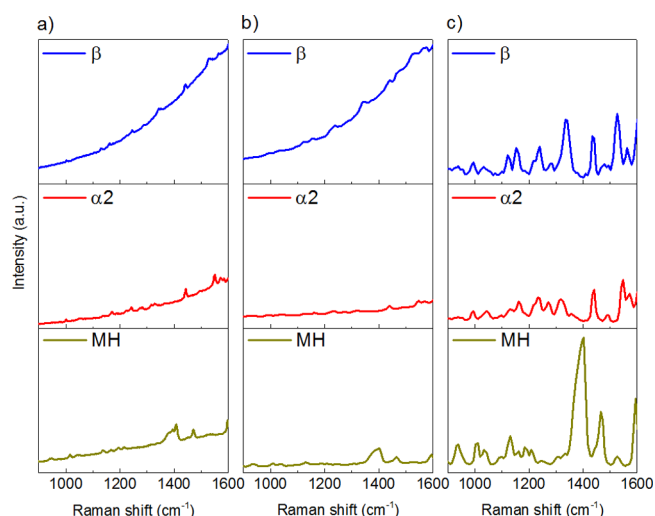 a)
b)
c)
β
β
β
α2
α2
α2
MH
MH
MH
Intensity (a.u.)
1000 1200 1400 1600
1000 1200 1400 1600
1000 1200 1400 1600
Raman shift (cm⁻¹)
Raman shift (cm⁻¹)
Raman shift (cm⁻¹)